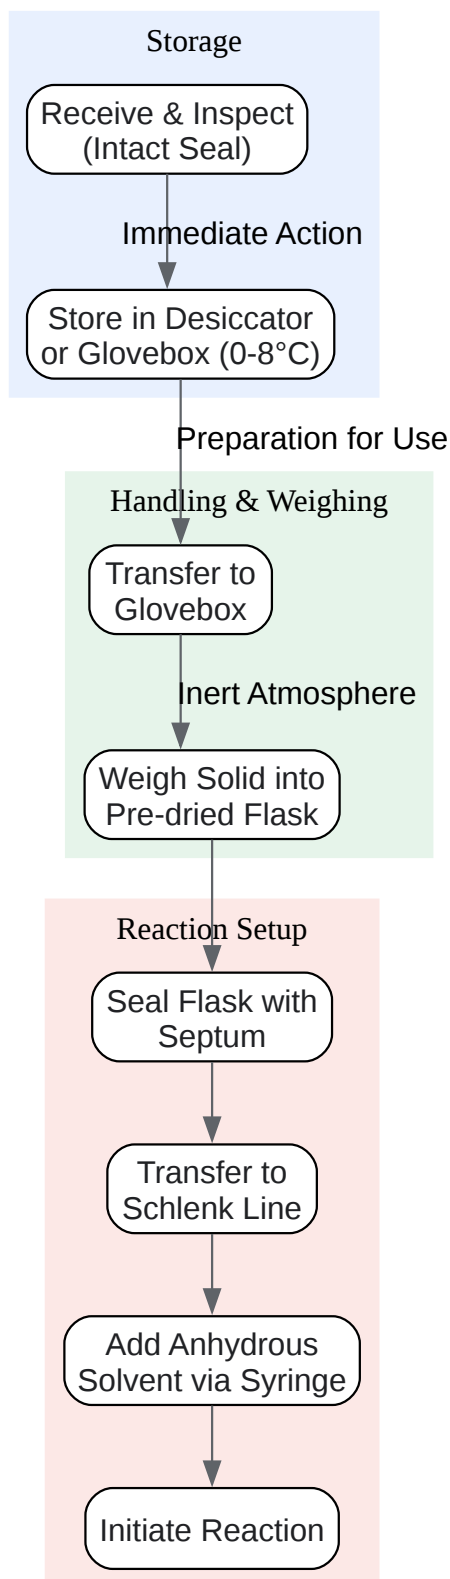 Storage
Receive & Inspect
(Intact Seal)
Immediate Action
Store in Desiccator
or Glovebox (0-8°C)
Preparation for Use
Handling & Weighing
Transfer to
Glovebox
Inert Atmosphere
Weigh Solid into
Pre-dried Flask
Reaction Setup
Seal Flask with
Septum
Transfer to
Schlenk Line
Add Anhydrous
Solvent via Syringe
Initiate Reaction